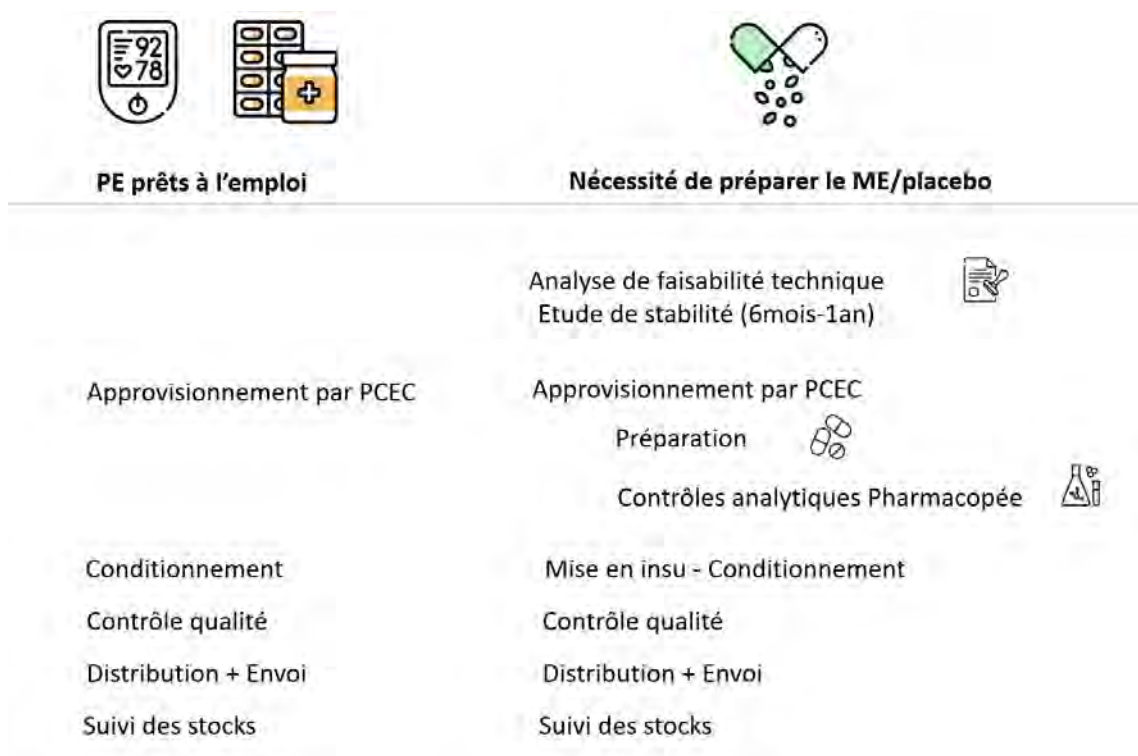 92
78
PE prêts à l'emploi
Nécessité de préparer le ME/placebo
Analyse de faisabilité technique
Etude de stabilité (6mois-1an)
Approvisionnement par PCEC
Approvisionnement par PCEC
Préparation
Contrôles analytiques Pharmacopée
Conditionnement
Mise en insu - Conditionnement
Contrôle qualité
Contrôle qualité
Distribution + Envoi
Distribution + Envoi
Suivi des stocks
Suivi des stocks